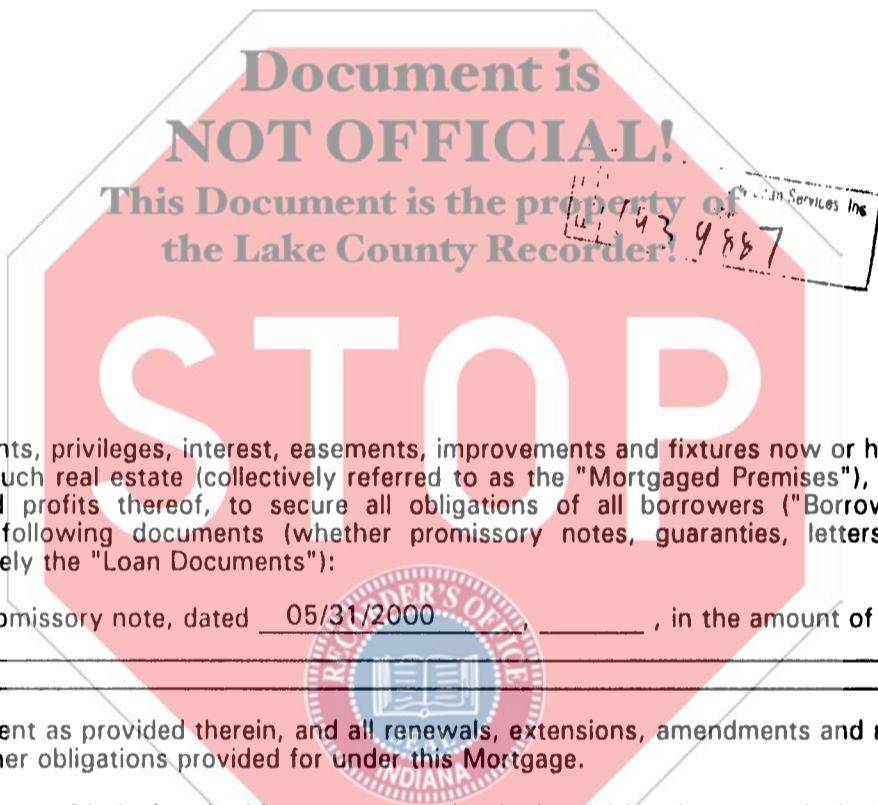 Document is
NOT OFFICIAL!
This Document is the property of
the Lake County Recorder!
Services Inc
43 9887
STOP
nts, privileges, interest, easements, improvements and fixtures now or h
uch real estate (collectively referred to as the "Mortgaged Premises"),
profits thereof, to secure all obligations of all borrowers ("Borrov
following documents (whether promissory notes, guaranties, letters
ely the "Loan Documents"):
omissory note, dated 05/31/2000 , , in the amount of
RECORDER'S OFFICE
ent as provided therein, and all renewals, extensions, amendments and
ner obligations provided for under this Mortgage.
INDIANA